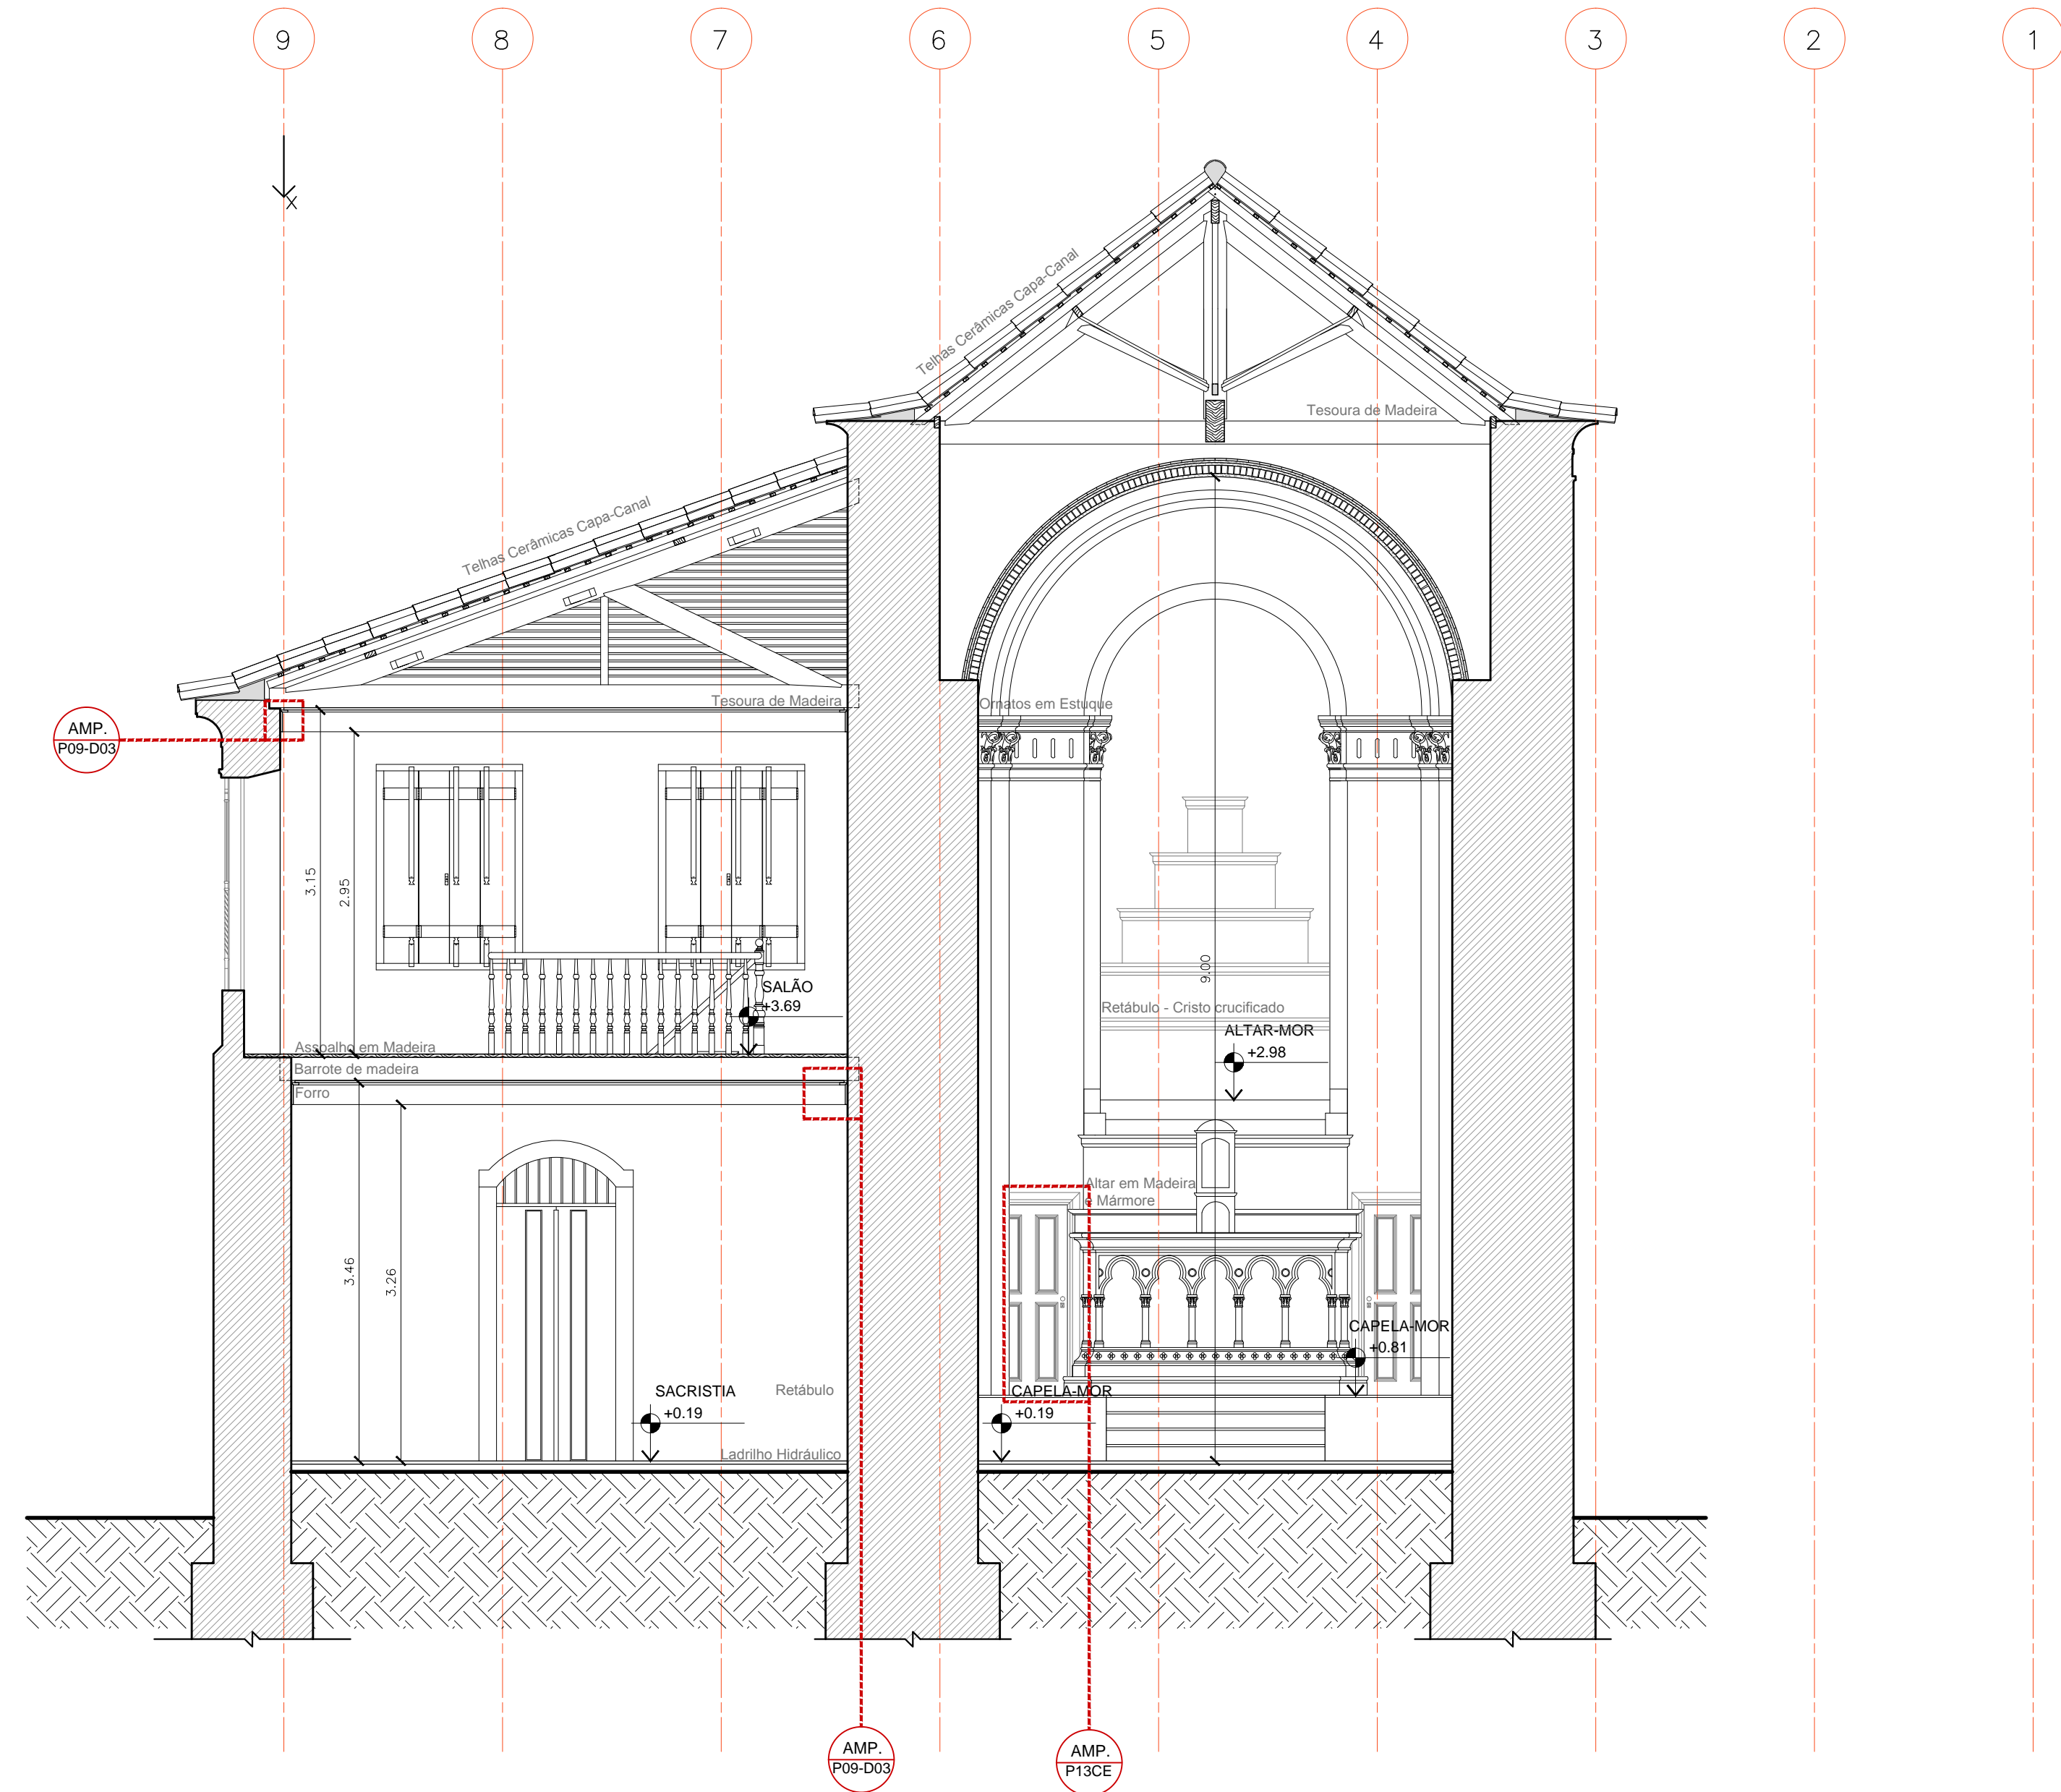 9
8
7
6
5
4
3
2
1
X
Telhas Cerâmicas Capa-Canal
Tesoura de Madeira
Telhas Cerâmicas Capa-Canal
Tesoura de Madeira
Ornatos em Estuque
AMP.
P09-D03
3.15
2.95
SALÃO
+3.69
9.00
Retábulo - Cristo crucificado
ALTAR-MOR
+2.98
Assoalho em Madeira
Barrote de madeira
Forro
Altar em Madeira
e Mármore
3.46
3.26
CAPELA-MOR
+0.81
SACRISTIA
+0.19
Retábulo
CAPELA-MOR
+0.19
Ladrilho Hidráulico
AMP.
P09-D03
AMP.
P13CE